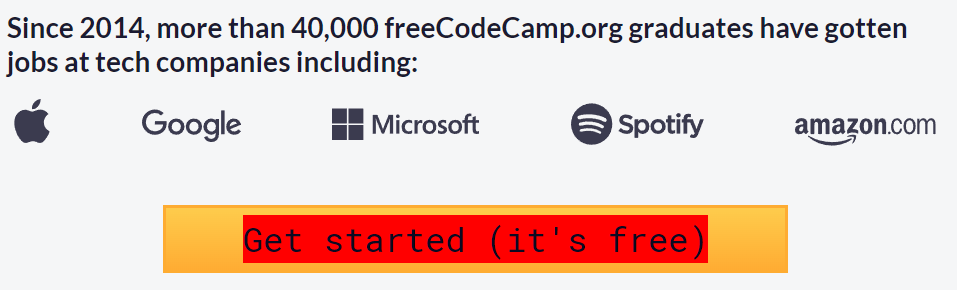 Since 2014, more than 40,000 freeCodeCamp.org graduates have gotten
jobs at tech companies including:
Google Microsoft Spotify amazon.com
Get started (it's free)